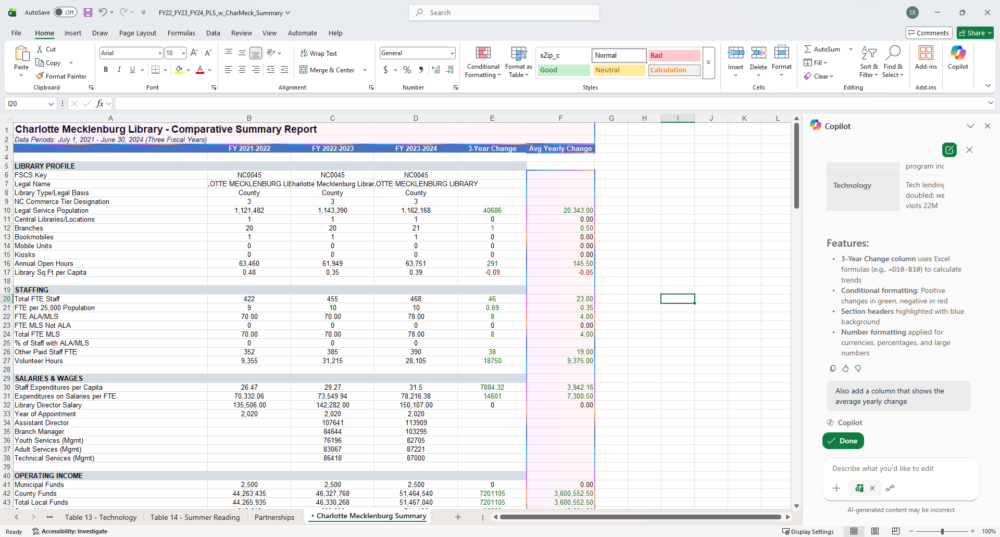 AutoSave Off FY22_FY23_FY24_PLS_w_CharMeck_Summary Search SB
File Home Insert Draw Page Layout Formulas Data Review View Automate Help Comments Share
Paste Cut Copy Format Painter Clipboard
Arial 10 B I U A Font
Wrap Text Merge & Center Alignment
General $ % Number
Conditional Formatting Format as Table sZip_c Normal Bad Good Neutral Calculation Styles
Insert Delete Format Cells
AutoSum Fill Clear Sort & Filter Find & Select Editing
Add-ins Add-ins Copilot
I20 fx
A B C D E F G H I J K L
1 Charlotte Mecklenburg Library - Comparative Summary Report
2 Data Periods: July 1, 2021 - June 30, 2024 (Three Fiscal Years)
3 FY 2021-2022 FY 2022-2023 FY 2023-2024 3-Year Change Avg Yearly Change
4
5 LIBRARY PROFILE
6 FSCS Key NC0045 NC0045 NC0045
7 Legal Name LOTTE MECKLENBURG LIE Charlotte Mecklenburg Librar LOTTE MECKLENBURG LIBRARY
8 Library Type/Legal Basis County County County
9 NC Commerce Tier Designation 3 3 3
10 Legal Service Population 1,121,482 1,143,390 1,162,168 40686 20,343.00
11 Central Libraries/Locations 1 1 1 0 0.00
12 Branches 20 20 21 1 0.50
13 Bookmobiles 1 1 1 0 0.00
14 Mobile Units 0 0 0 0 0.00
15 Kiosks 0 0 0 0 0.00
16 Annual Open Hours 63,460 61,949 63,751 291 145.50
17 Library Sq Ft per Capita 0.48 0.35 0.39 -0.09 -0.05
18
19 STAFFING
20 Total FTE Staff 422 455 468 46 23.00
21 FTE per 25,000 Population 9 10 10 0.69 0.35
22 FTE ALA/MLS 70.00 70.00 78.00 8 4.00
23 FTE MLS Not ALA 0 0 0 0 0.00
24 Total FTE MLS 70.00 70.00 78.00 8 4.00
25 % of Staff with ALA/MLS 0 0 0
26 Other Paid Staff FTE 352 385 390 38 19.00
27 Volunteer Hours 9,355 31,215 28,105 18750 9,375.00
28
29 SALARIES & WAGES
30 Staff Expenditures per Capita 26.47 29.27 31.5 7884.32 3,942.16
31 Expenditures on Salaries per FTE 70,332.06 73,549.94 78,216.38 14601 7,300.50
32 Library Director Salary 135,506.00 142,282.00 150,107.00 0 0.00
33 Year of Appointment 2,020 2,020 2,020
34 Assistant Director 107641 113909
35 Branch Manager 84644 103295
36 Youth Services (Mgmt) 76196 82705
37 Adult Services (Mgmt) 83067 87221
38 Technical Services (Mgmt) 86418 87000
39
40 OPERATING INCOME
41 Municipal Funds 2,500 2,500 2,500 0 0.00
42 County Funds 44,263,435 46,327,768 51,464,540 7201105 3,600,552.50
43 Total Local Funds 44,265,935 46,330,268 51,467,040 7201105 3,600,552.50
Copilot
program inc
Technology Tech lending
doubled; we
visits 22M
Features:
• 3-Year Change column uses Excel
formulas (e.g., =D10-B10) to calculate
trends
• Conditional formatting: Positive
changes in green, negative in red
• Section headers highlighted with blue
background
• Number formatting applied for
currencies, percentages, and large
numbers
Also add a column that shows the
average yearly change
Copilot
Done
Describe what you'd like to edit
AI-generated content may be incorrect
Table 13 - Technology Table 14 - Summer Reading Partnerships • Charlotte Mecklenburg Summary
Ready Accessibility: Investigate Display Settings 100%